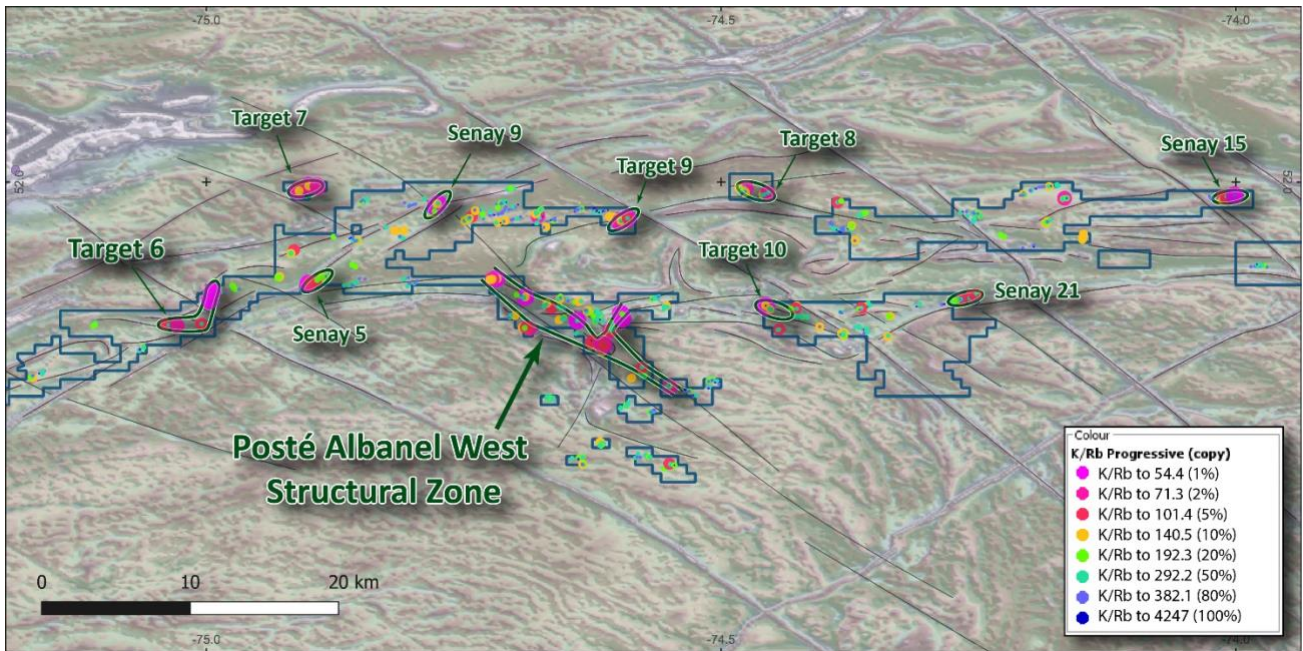 -75.0
-74.5
-74.0
Target 7
Senay 9
Target 9
Target 8
Senay 15
52.0
52.0
Target 6
Target 10
Senay 5
Senay 21
Posté Albanel West
Structural Zone
0
10
20 km
Colour
K/Rb Progressive (copy)
K/Rb to 54.4 (1%)
K/Rb to 71.3 (2%)
K/Rb to 101.4 (5%)
K/Rb to 140.5 (10%)
K/Rb to 192.3 (20%)
K/Rb to 292.2 (50%)
K/Rb to 382.1 (80%)
K/Rb to 4247 (100%)
-75.0
-74.5
-74.0